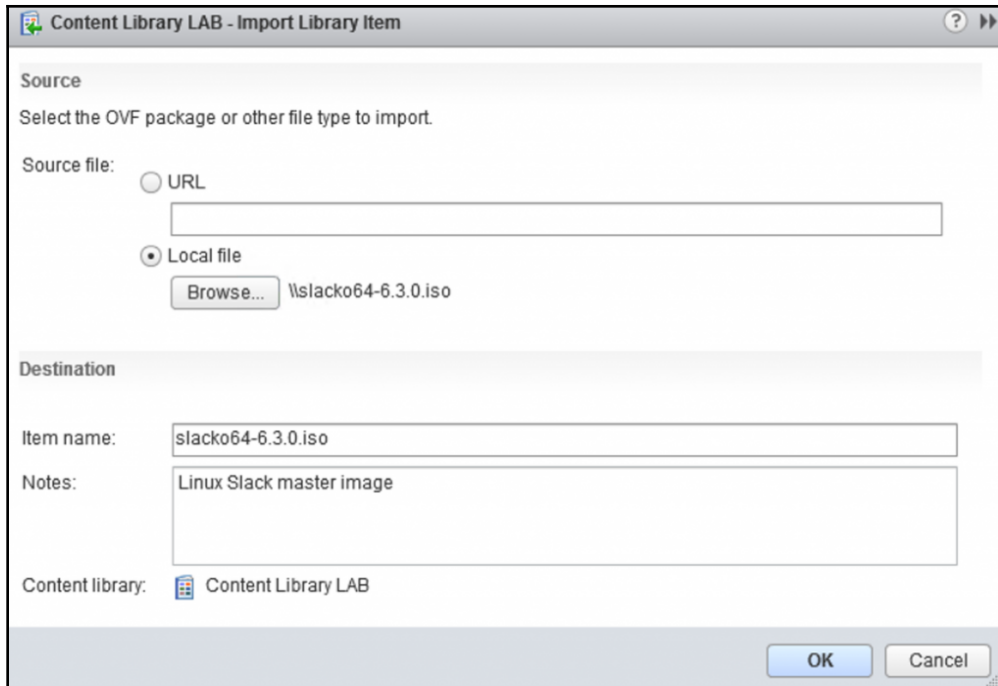 Content Library LAB - Import Library Item
Source
Select the OVF package or other file type to import.
Source file:
URL
Local file
Browse... \\slacko64-6.3.0.iso
Destination
Item name: slacko64-6.3.0.iso
Notes: Linux Slack master image
Content library: Content Library LAB
OK Cancel